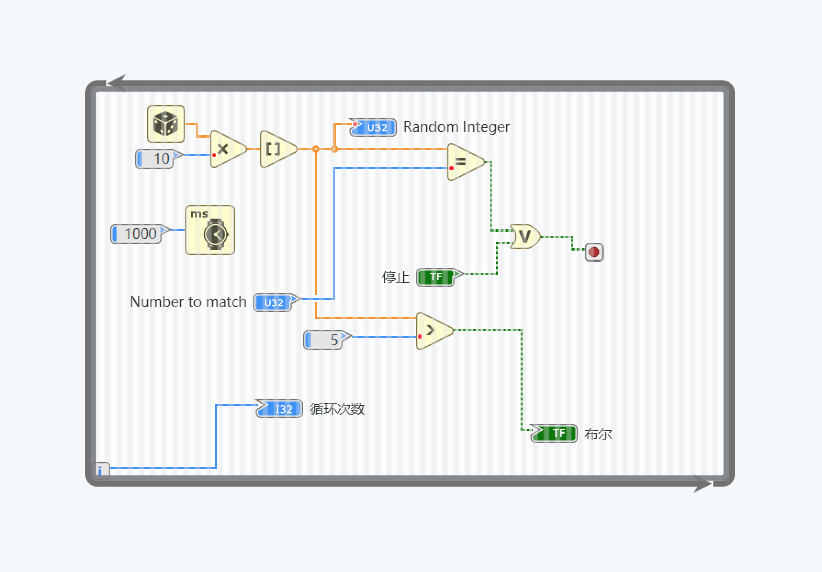 U32 Random Integer
10
ms
1000
停止 TF
Number to match U32
5
I32 循环次数
TF 布尔
i